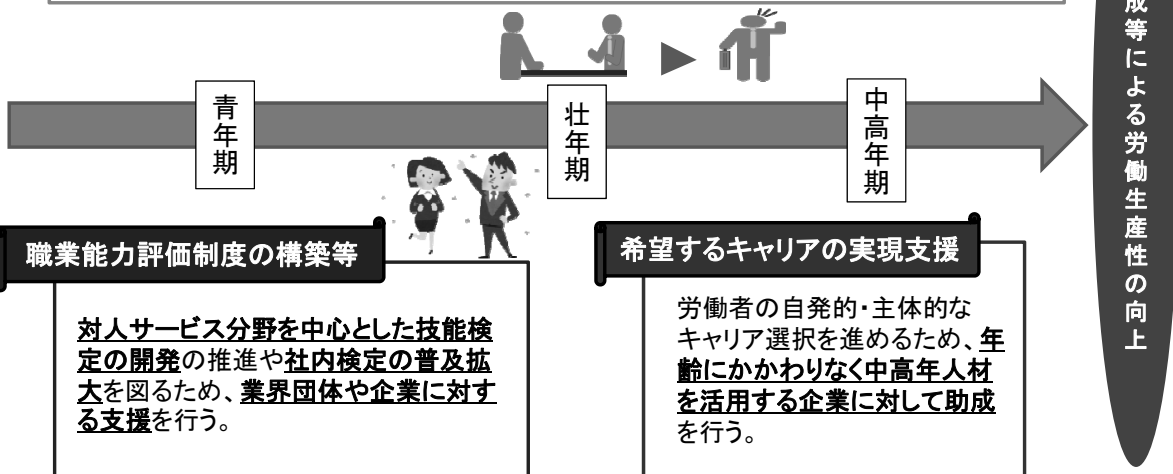 青年期
壮年期
中高年期
職業能力評価制度の構築等
対人サービス分野を中心とした技能検
定の開発の推進や社内検定の普及拡
大を図るため、業界団体や企業に対す
る支援を行う。
希望するキャリアの実現支援
労働者の自発的・主体的な
キャリア選択を進めるため、年
齢にかかわりなく中高年人材
を活用する企業に対して助成
を行う。
成等による労働生産性の向上